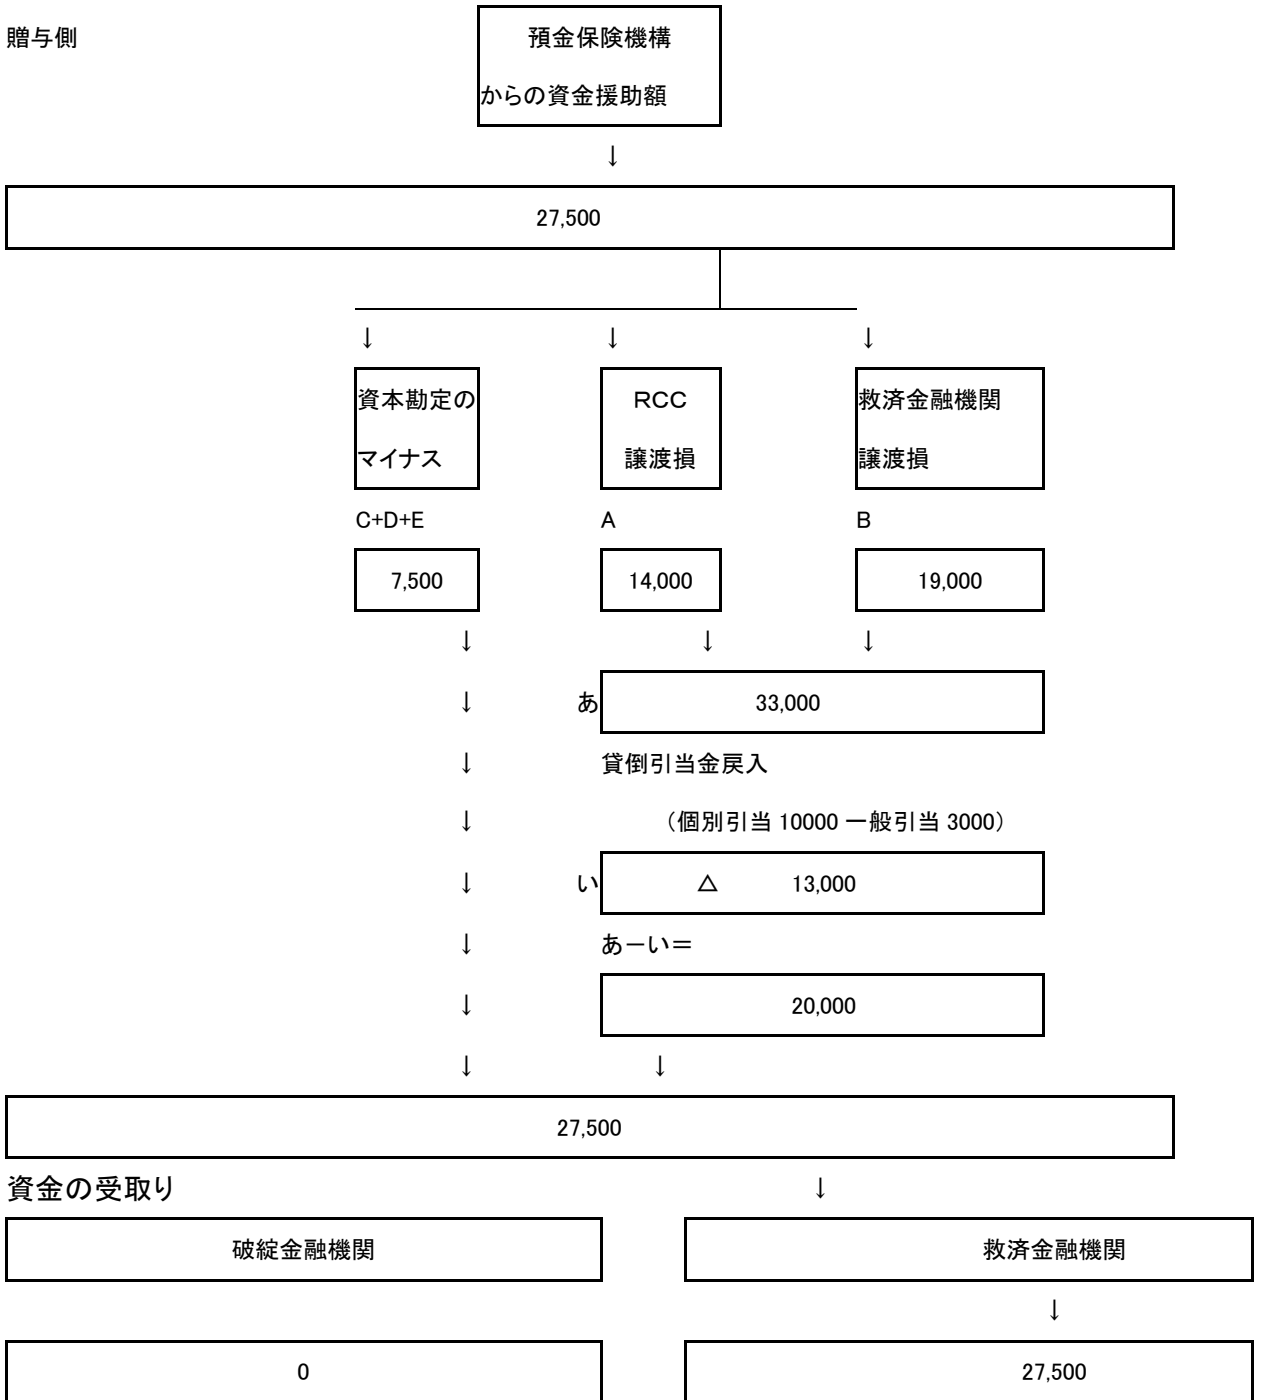 贈与側
預金保険機構
からの資金援助額
↓
27,500
↓ ↓ ↓
資本勘定の
マイナス
RCC
譲渡損
救済金融機関
譲渡損
C+D+E A B
7,500 14,000 19,000
↓ ↓ ↓
↓ あ 33,000
↓ 貸倒引当金戻入
↓ （個別引当 10000 一般引当 3000）
↓ い △ 13,000
↓ あ－い＝
↓ 20,000
↓ ↓
27,500
資金の受取り ↓
破綻金融機関 救済金融機関
↓
0 27,500